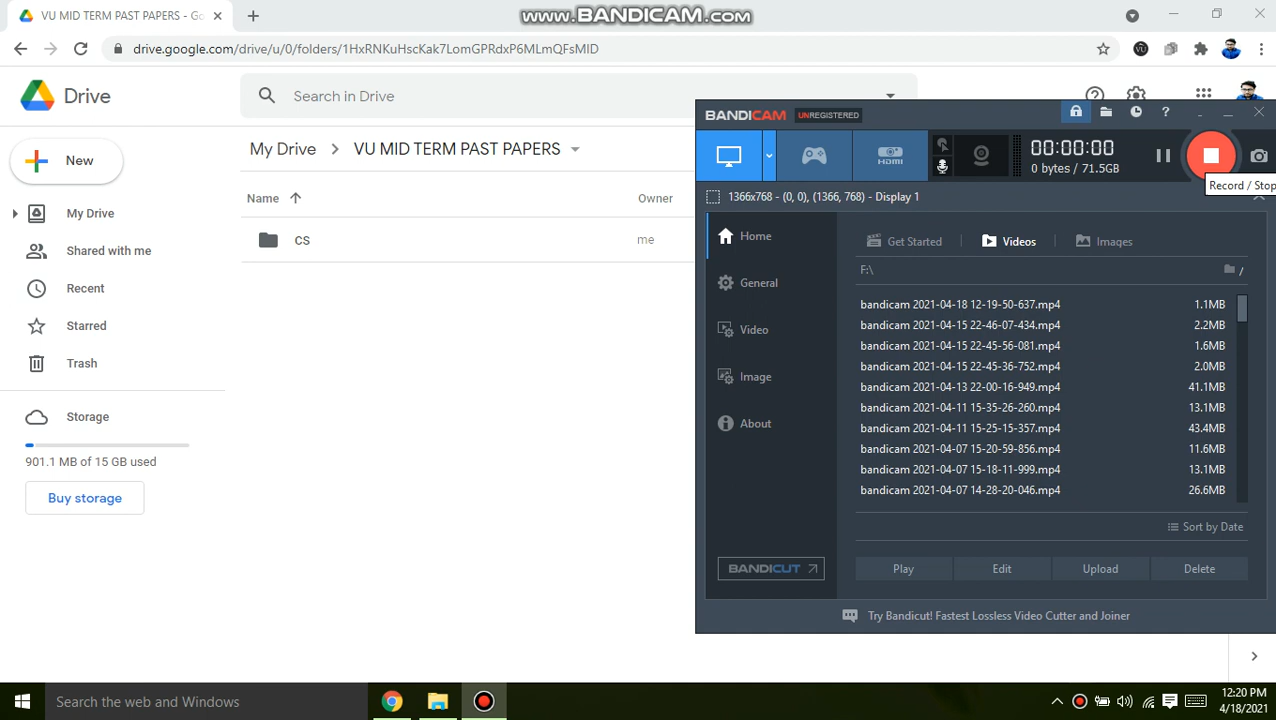 VU MID TERM PAST PAPERS - Go
www.BANDICAM.com
drive.google.com/drive/u/0/folders/1HxRNKuHscKak7LomGPRdxP6MLmQFsMID
VU
Drive
Search in Drive
New
My Drive
Shared with me
Recent
Starred
Trash
Storage
901.1 MB of 15 GB used
Buy storage
My Drive
VU MID TERM PAST PAPERS
Name
Owner
CS
me
BANDICAM
UNREGISTERED
HDMI
00:00:00
0 bytes / 71.5GB
Record / Stop
1366x768 - (0, 0), (1366, 768) - Display 1
Home
General
Video
Image
About
BANDICUT
Get Started
Videos
Images
F:\
/
bandicam 2021-04-18 12-19-50-637.mp4 1.1MB
bandicam 2021-04-15 22-46-07-434.mp4 2.2MB
bandicam 2021-04-15 22-45-56-081.mp4 1.6MB
bandicam 2021-04-15 22-45-36-752.mp4 2.0MB
bandicam 2021-04-13 22-00-16-949.mp4 41.1MB
bandicam 2021-04-11 15-35-26-260.mp4 13.1MB
bandicam 2021-04-11 15-25-15-357.mp4 43.4MB
bandicam 2021-04-07 15-20-59-856.mp4 11.6MB
bandicam 2021-04-07 15-18-11-999.mp4 13.1MB
bandicam 2021-04-07 14-28-20-046.mp4 26.6MB
Sort by Date
Play
Edit
Upload
Delete
Try Bandicut! Fastest Lossless Video Cutter and Joiner
Search the web and Windows
12:20 PM
4/18/2021